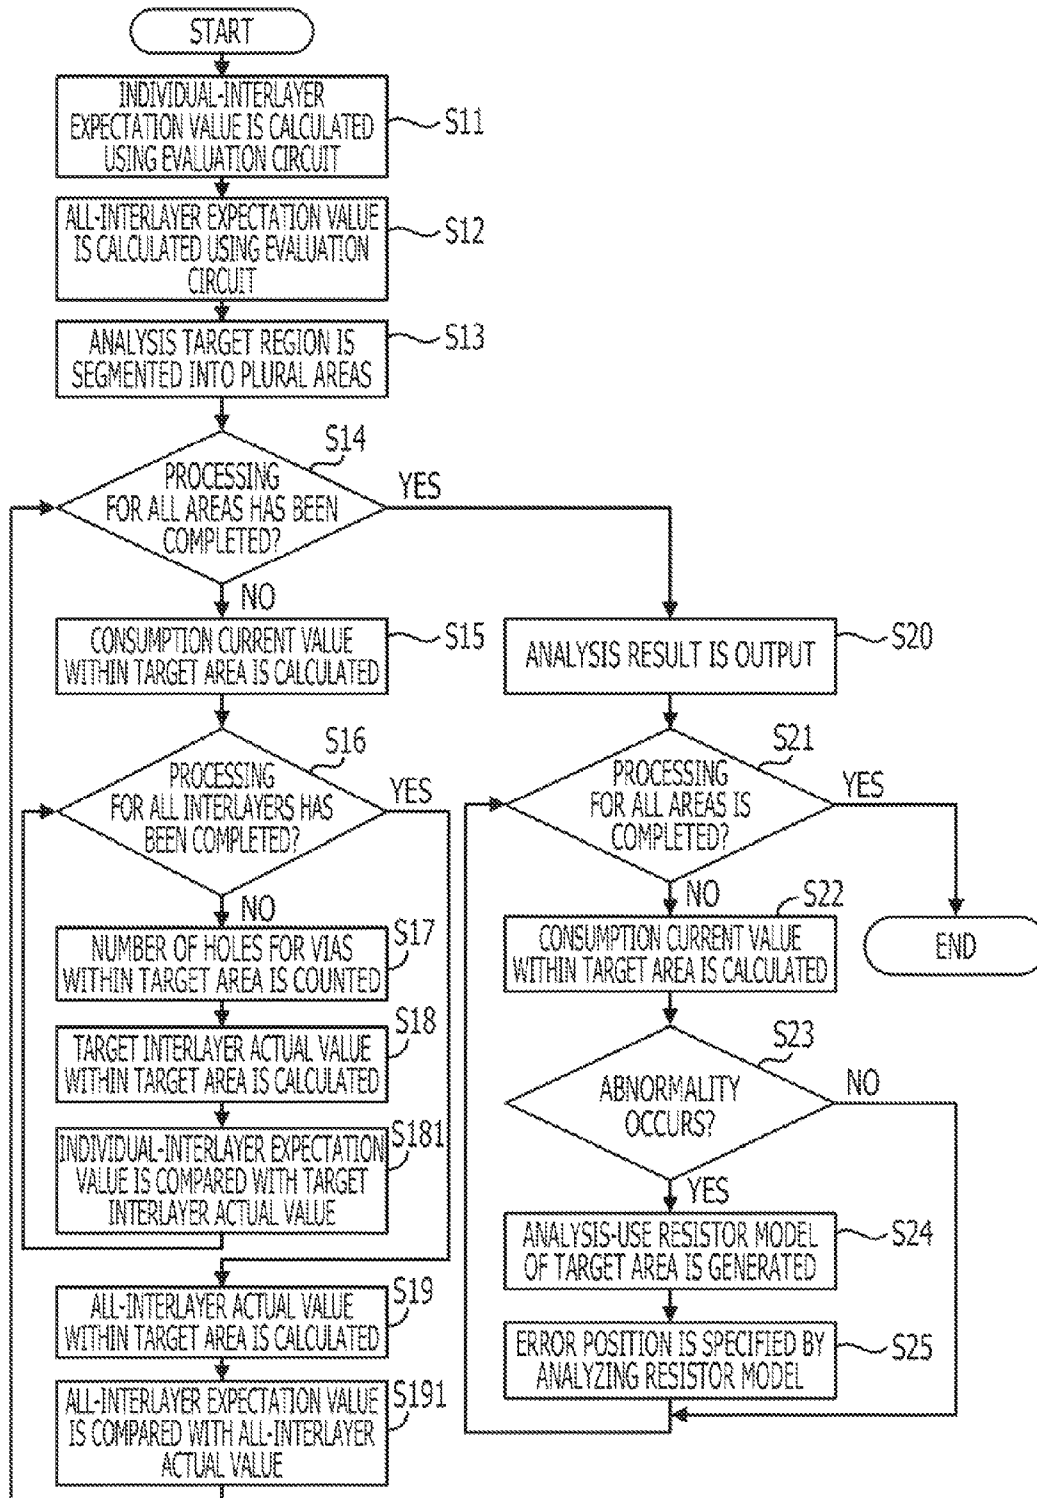 START
INDIVIDUAL-INTERLAYER
EXPECTATION VALUE IS CALCULATED
USING EVALUATION CIRCUIT
S11
ALL-INTERLAYER EXPECTATION VALUE
IS CALCULATED USING EVALUATION
CIRCUIT
S12
ANALYSIS TARGET REGION IS
SEGMENTED INTO PLURAL AREAS
S13
S14
PROCESSING
FOR ALL AREAS HAS BEEN
COMPLETED?
YES
NO
CONSUMPTION CURRENT VALUE
WITHIN TARGET AREA IS CALCULATED
S15
S16
PROCESSING
FOR ALL INTERLAYERS HAS
BEEN COMPLETED?
YES
NO
NUMBER OF HOLES FOR VIAS
WITHIN TARGET AREA IS COUNTED
S17
TARGET INTERLAYER ACTUAL VALUE
WITHIN TARGET AREA IS CALCULATED
S18
INDIVIDUAL-INTERLAYER EXPECTATION
VALUE IS COMPARED WITH TARGET
INTERLAYER ACTUAL VALUE
S181
ALL-INTERLAYER ACTUAL VALUE
WITHIN TARGET AREA IS CALCULATED
S19
ALL-INTERLAYER EXPECTATION VALUE
IS COMPARED WITH ALL-INTERLAYER
ACTUAL VALUE
S191
ANALYSIS RESULT IS OUTPUT
S20
S21
PROCESSING
FOR ALL AREAS IS
COMPLETED?
YES
NO
END
CONSUMPTION CURRENT VALUE
WITHIN TARGET AREA IS CALCULATED
S22
S23
ABNORMALITY
OCCURS?
NO
YES
ANALYSIS-USE RESISTOR MODEL
OF TARGET AREA IS GENERATED
S24
ERROR POSITION IS SPECIFIED BY
ANALYZING RESISTOR MODEL
S25